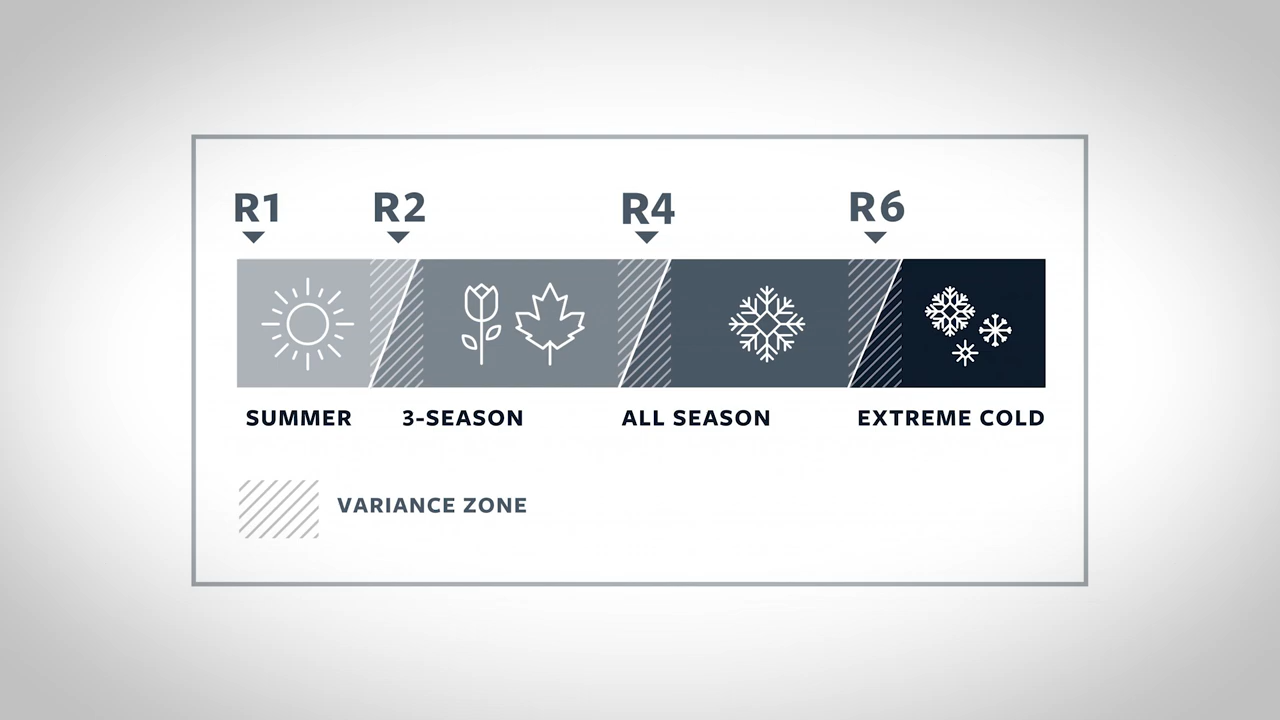 R1 R2 R4 R6
SUMMER 3-SEASON ALL SEASON EXTREME COLD
VARIANCE ZONE